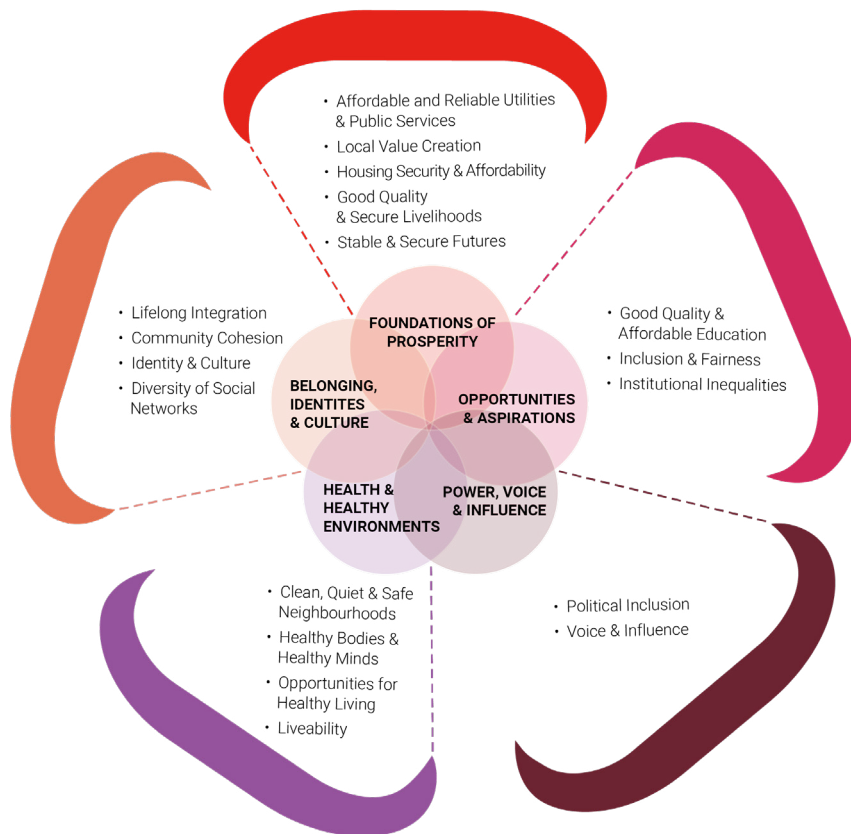 • Affordable and Reliable Utilities
& Public Services
• Local Value Creation
• Housing Security & Affordability
• Good Quality
& Secure Livelihoods
• Stable & Secure Futures
• Lifelong Integration
• Community Cohesion
• Identity & Culture
• Diversity of Social
Networks
• Good Quality &
Affordable Education
• Inclusion & Fairness
• Institutional Inequalities
FOUNDATIONS OF
PROSPERITY
BELONGING,
IDENTITES
& CULTURE
OPPORTUNITIES
& ASPIRATIONS
HEALTH &
HEALTHY
ENVIRONMENTS
POWER, VOICE
& INFLUENCE
• Clean, Quiet & Safe
Neighbourhoods
• Healthy Bodies &
Healthy Minds
• Opportunities for
Healthy Living
• Liveability
• Political Inclusion
• Voice & Influence